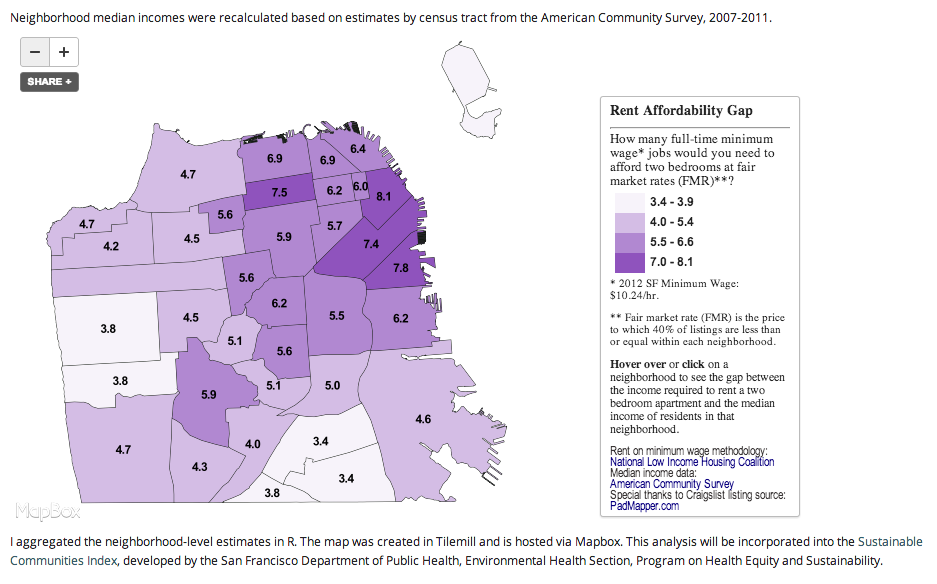 Neighborhood median incomes were recalculated based on estimates by census tract from the American Community Survey, 2007-2011.
− +
SHARE +
6.4
6.9
6.9
4.7
7.5
6.2
6.0
8.1
5.6
4.7
5.7
4.5
5.9
4.2
7.4
7.8
5.6
6.2
4.5
5.5
6.2
3.8
5.1
5.6
3.8
5.1
5.0
5.9
4.6
4.0
3.4
4.7
4.3
3.4
3.8
MapBox
Rent Affordability Gap
How many full-time minimum
wage* jobs would you need to
afford two bedrooms at fair
market rates (FMR)**?
3.4 - 3.9
4.0 - 5.4
5.5 - 6.6
7.0 - 8.1
* 2012 SF Minimum Wage:
$10.24/hr.
** Fair market rate (FMR) is the price
to which 40% of listings are less than
or equal within each neighborhood.
Hover over or click on a
neighborhood to see the gap between
the income required to rent a two
bedroom apartment and the median
income of residents in that
neighborhood.
Rent on minimum wage methodology:
National Low Income Housing Coalition
Median income data:
American Community Survey
Special thanks to Craigslist listing source:
PadMapper.com
I aggregated the neighborhood-level estimates in R. The map was created in Tilemill and is hosted via Mapbox. This analysis will be incorporated into the Sustainable
Communities Index, developed by the San Francisco Department of Public Health, Environmental Health Section, Program on Health Equity and Sustainability.